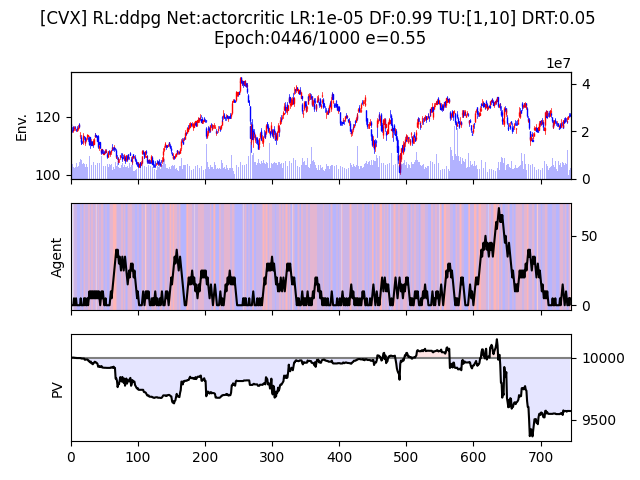 [CVX] RL:ddpg Net:actorcritic LR:1e-05 DF:0.99 TU:[1,10] DRT:0.05
Epoch:0446/1000 e=0.55
1e7
Env.
120
100
4
2
0
Agent
50
0
PV
10000
9500
0 100 200 300 400 500 600 700